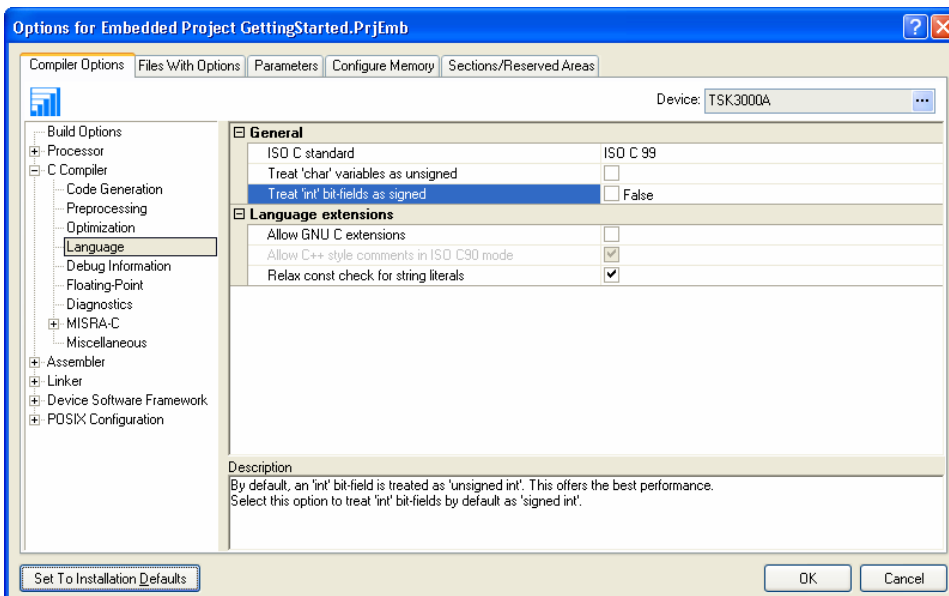 Options for Embedded Project GettingStarted.PrjEmb
Compiler Options Files With Options Parameters Configure Memory Sections/Reserved Areas
Device: TSK3000A ...
Build Options
Processor
C Compiler
Code Generation
Preprocessing
Optimization
Language
Debug Information
Floating-Point
Diagnostics
MISRA-C
Miscellaneous
Assembler
Linker
Device Software Framework
POSIX Configuration
General
ISO C standard ISO C 99
Treat 'char' variables as unsigned
Treat 'int' bit-fields as signed False
Language extensions
Allow GNU C extensions
Allow C++ style comments in ISO C90 mode
Relax const check for string literals
Description
By default, an 'int' bit-field is treated as 'unsigned int'. This offers the best performance.
Select this option to treat 'int' bit-fields by default as 'signed int'.
Set To Installation Defaults OK Cancel